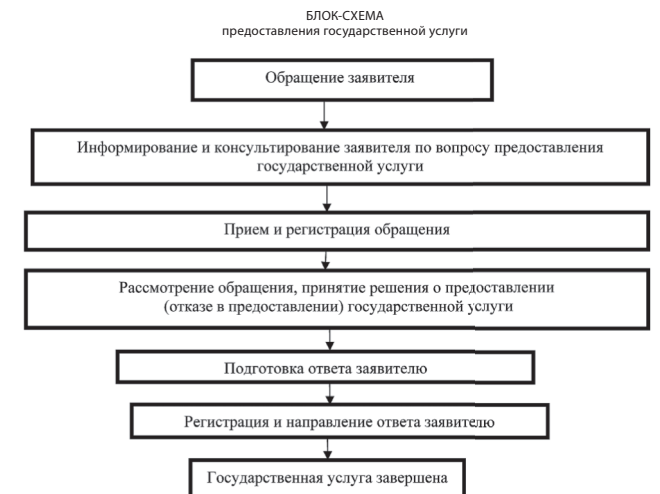 БЛОК-СХЕМА
предоставления государственной услуги
Обращение заявителя
Информирование и консультирование заявителя по вопросу предоставления
государственной услуги
Прием и регистрация обращения
Рассмотрение обращения, принятие решения о предоставлении
(отказе в предоставлении) государственной услуги
Подготовка ответа заявителю
Регистрация и направление ответа заявителю
Государственная услуга завершена